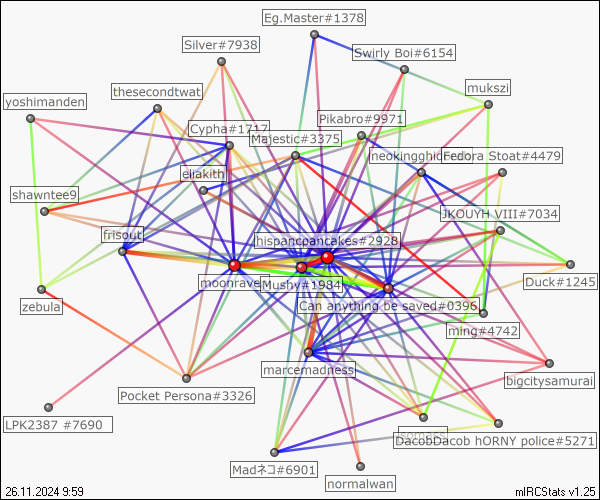 Eg.Master#1378
Silver#7938
Swirly Boi#6154
mukszi
thesecondtwat
yoshimanden
Pikabro#9971
Cypha#1717
Majestic#3375
Fedora Stoat#4479
eliakith
shawntee9
JKOUYH VIII#7034
frisout
hispancpancakes#2928
moonraven
Mushy#1984
Duck#1245
zebula
Can anything be saved#0396
ming#4742
marcemadness
bigcitysamurai
Pocket Persona#3326
LPK2387 #7690
DacobDacob hORNY police#5271
Madネコ#6901
normalwan
26.11.2024 9:59
mIRCStats v1.25